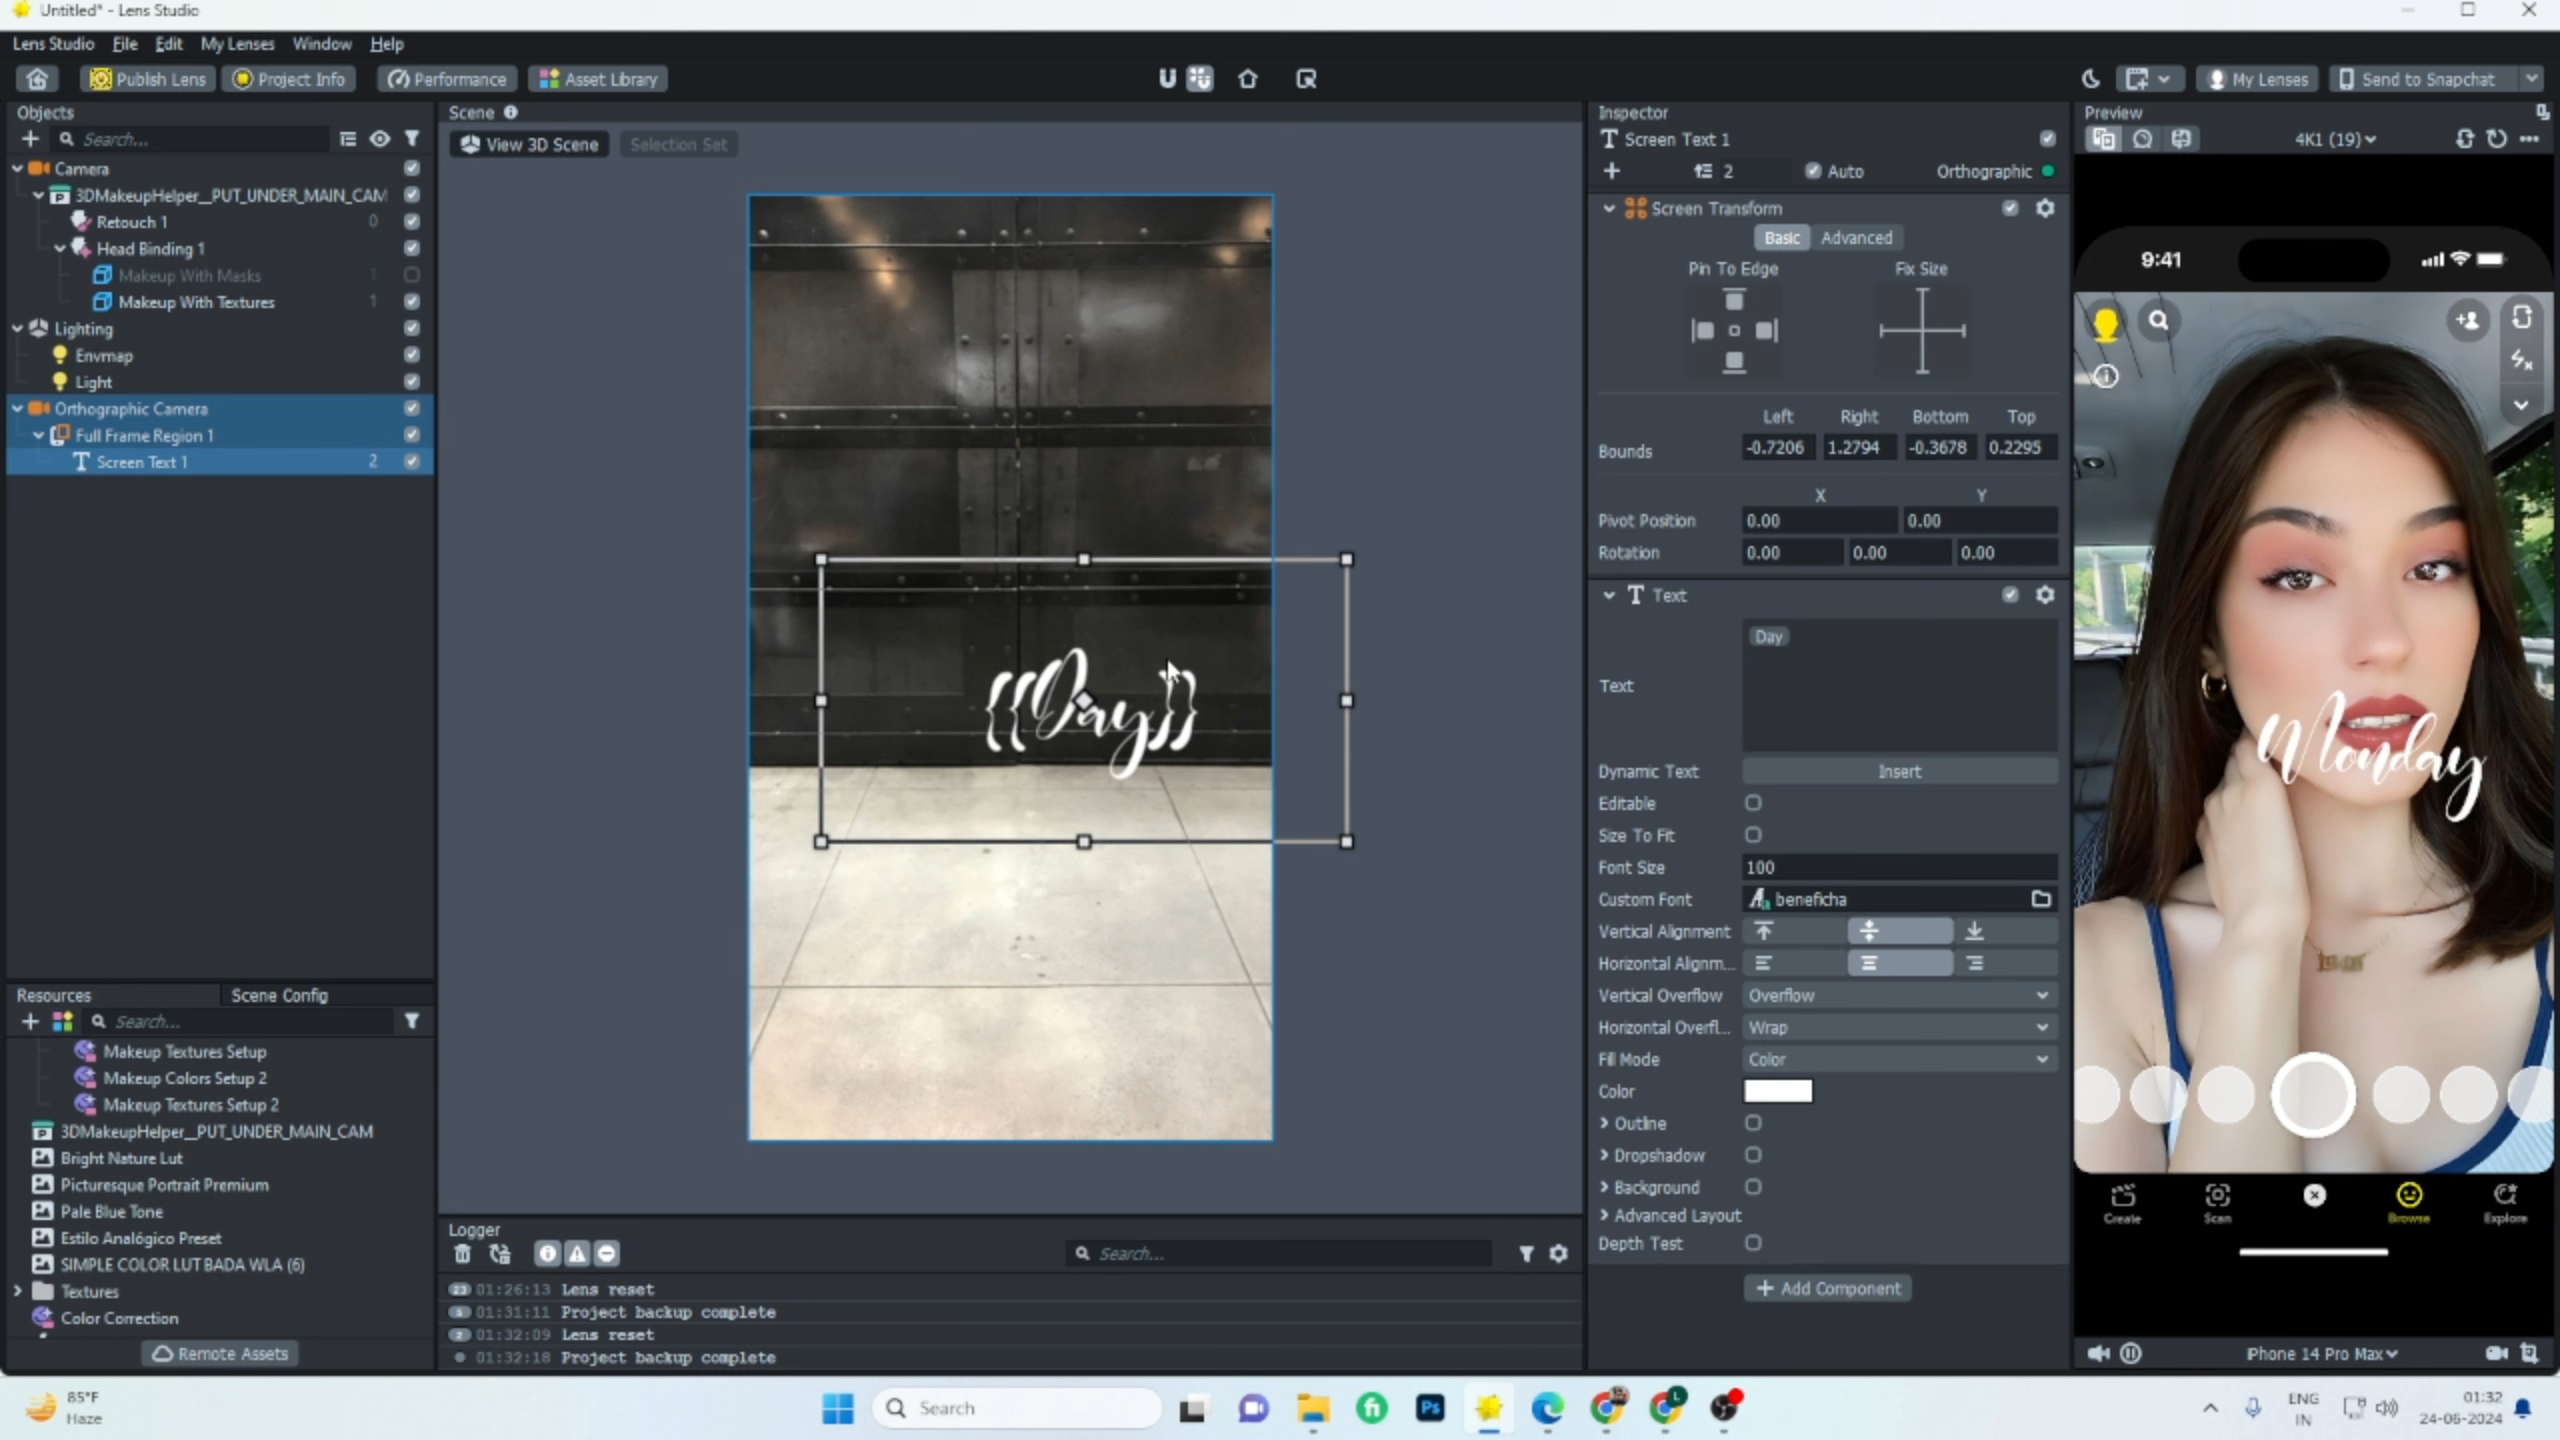 Untitled* - Lens Studio
Lens Studio File Edit My Lenses Window Help
Publish Lens Project Info Performance Asset Library My Lenses Send to Snapchat
Objects
Search...
Camera
3DMakeupHelper__PUT_UNDER_MAIN_CAM
Retouch 1 0
Head Binding 1
Makeup With Masks 1
Makeup With Textures 1
Lighting
Envmap
Light
Orthographic Camera
Full Frame Region 1
Screen Text 1 2
Resources Scene Config
Search...
Makeup Textures Setup
Makeup Colors Setup 2
Makeup Textures Setup 2
3DMakeupHelper__PUT_UNDER_MAIN_CAM
Bright Nature Lut
Picturesque Portrait Premium
Pale Blue Tone
Estilo Analógico Preset
SIMPLE COLOR LUT BADA WLA (6)
Textures
Color Correction
Remote Assets
Scene
View 3D Scene Selection Set
{{Day}}
Logger
Search...
23 01:26:13 Lens reset
01:31:11 Project backup complete
2 01:32:09 Lens reset
01:32:18 Project backup complete
Inspector
Screen Text 1
2 Auto Orthographic
Screen Transform
Basic Advanced
Pin To Edge Fix Size
Left Right Bottom Top
Bounds -0.7206 1.2794 -0.3678 0.2295
X Y
Pivot Position 0.00 0.00
Rotation 0.00 0.00 0.00
Text
Day
Text
Dynamic Text Insert
Editable
Size To Fit
Font Size 100
Custom Font beneficha
Vertical Alignment
Horizontal Alignm...
Vertical Overflow Overflow
Horizontal Overfl... Wrap
Fill Mode Color
Color
Outline
Dropshadow
Background
Advanced Layout
Depth Test
+ Add Component
Preview
4K1 (19)
9:41
Monday
Create Scan Browse Explore
iPhone 14 Pro Max
85°F
Haze
Search
Ps
L
ENG
IN
01:32
24-06-2024